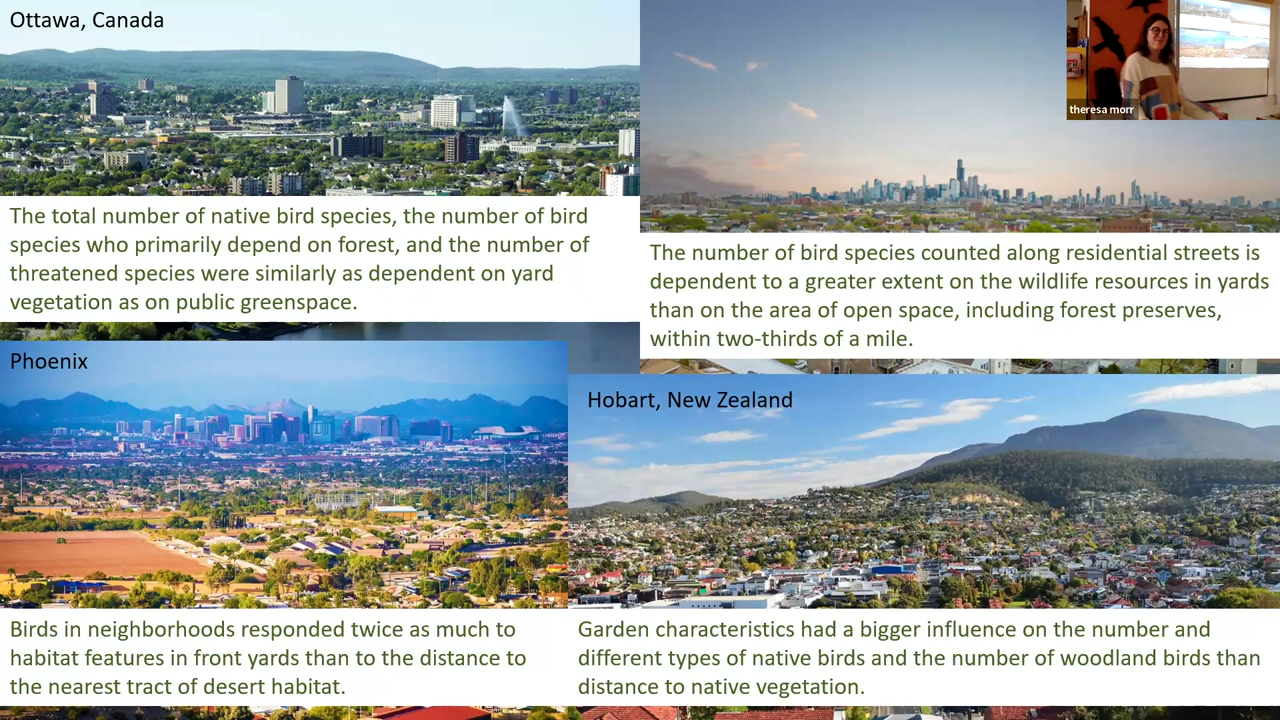 Ottawa, Canada
The total number of native bird species, the number of bird
species who primarily depend on forest, and the number of
threatened species were similarly as dependent on yard
vegetation as on public greenspace.
theresa morr
The number of bird species counted along residential streets is
dependent to a greater extent on the wildlife resources in yards
than on the area of open space, including forest preserves,
within two-thirds of a mile.
Phoenix
Birds in neighborhoods responded twice as much to
habitat features in front yards than to the distance to
the nearest tract of desert habitat.
Hobart, New Zealand
Garden characteristics had a bigger influence on the number and
different types of native birds and the number of woodland birds than
distance to native vegetation.